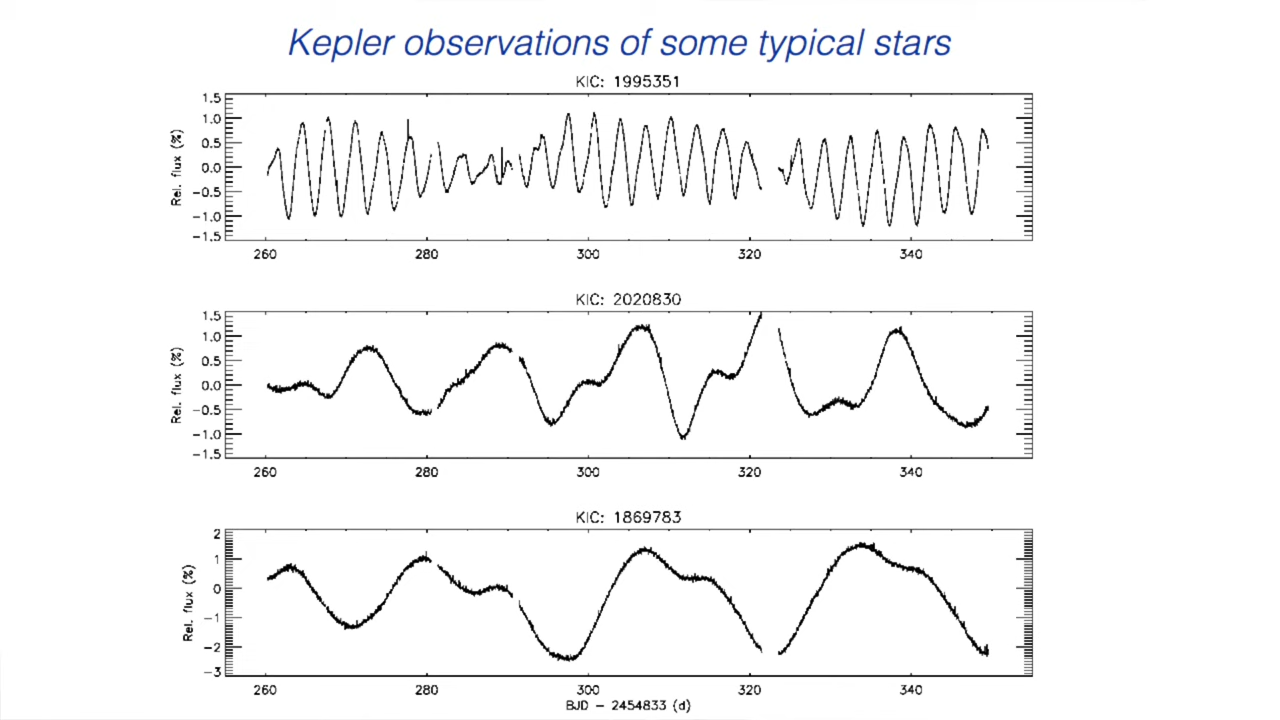 Kepler observations of some typical stars
KIC: 1995351
Rel. flux (%)
1.5
1.0
0.5
0.0
−0.5
−1.0
−1.5
260 280 300 320 340
KIC: 2020830
Rel. flux (%)
1.5
1.0
0.5
0.0
−0.5
−1.0
−1.5
260 280 300 320 340
KIC: 1869783
Rel. flux (%)
2
1
0
−1
−2
−3
260 280 300 320 340
BJD − 2454833 (d)